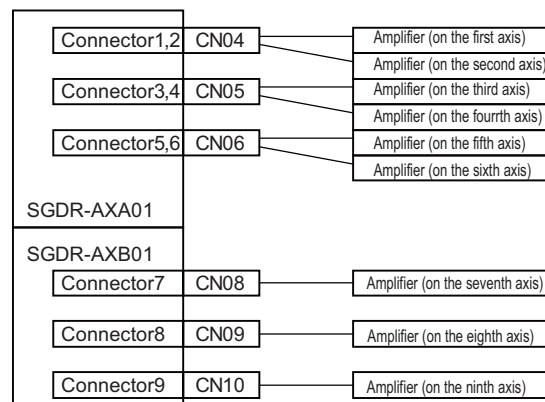 Connector1,2 CN04 Amplifier (on the first axis)
Amplifier (on the second axis)
Connector3,4 CN05 Amplifier (on the third axis)
Amplifier (on the fourrth axis)
Connector5,6 CN06 Amplifier (on the fifth axis)
Amplifier (on the sixth axis)
SGDR-AXA01
SGDR-AXB01
Connector7 CN08 Amplifier (on the seventh axis)
Connector8 CN09 Amplifier (on the eighth axis)
Connector9 CN10 Amplifier (on the ninth axis)